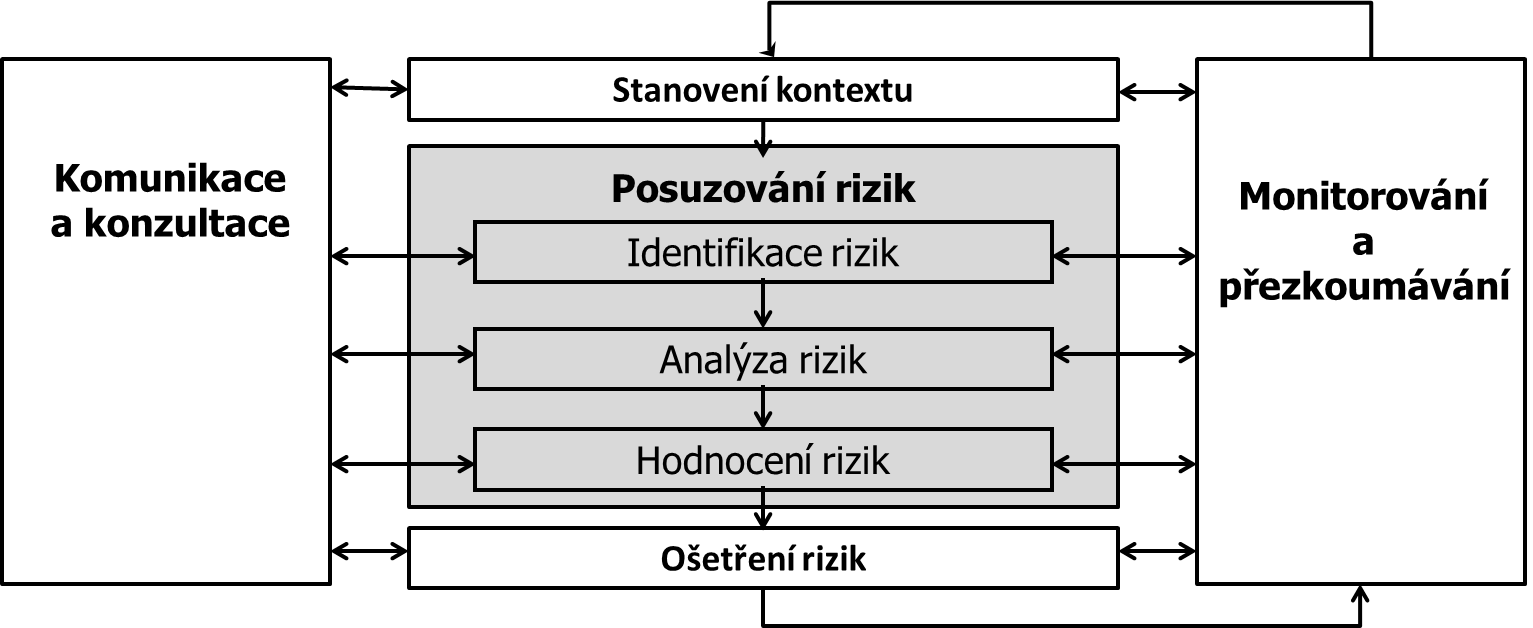 Komunikace
a konzultace
Stanovení kontextu
Posuzování rizik
Identifikace rizik
Analýza rizik
Hodnocení rizik
Ošetření rizik
Monitorování
a
přezkoumávání